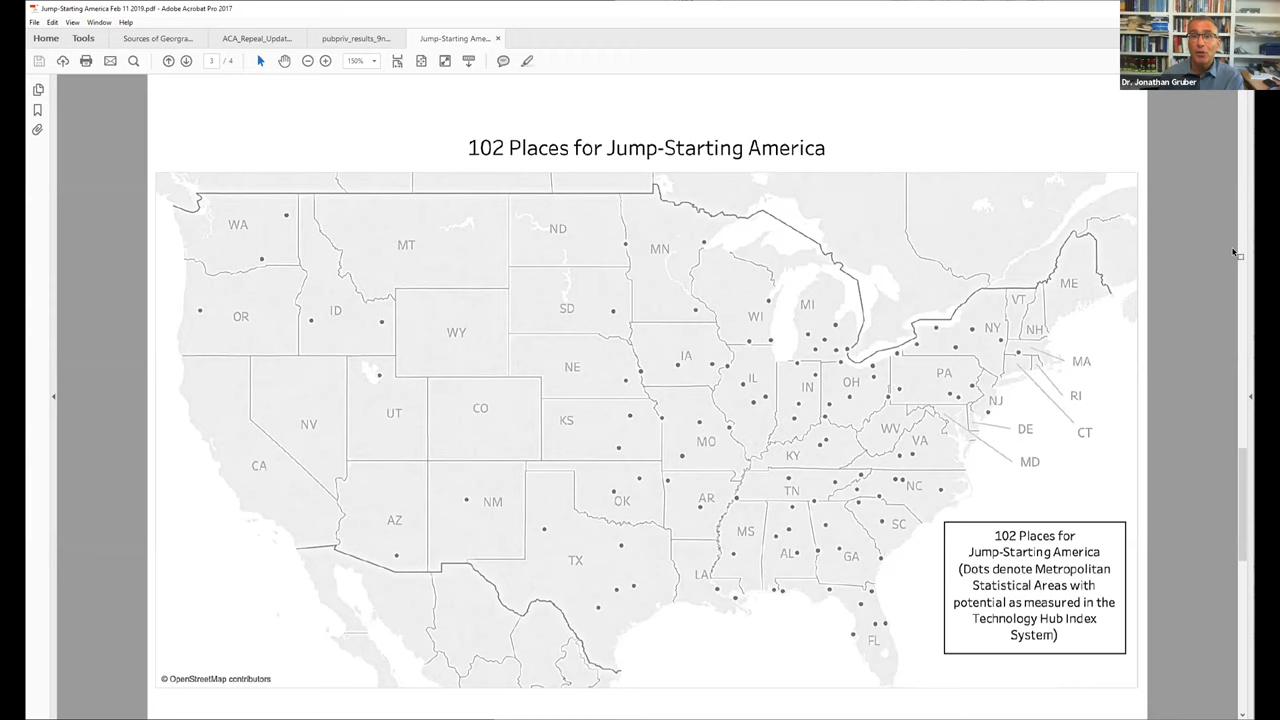 Jump-Starting America Feb 11 2019.pdf - Adobe Acrobat Pro 2017
File Edit View Window Help
Home Tools Sources of Georgra... ACA_Repeal_Updat... pubpriv_results_9n... Jump-Starting Ame... ×
3 / 4 150%
Dr. Jonathan Gruber
102 Places for Jump-Starting America
WA
MT
ND
MN
ME
OR
ID
SD
WI
MI
VT
NH
NY
WY
NE
IA
IL
IN
OH
PA
MA
RI
NJ
CT
NV
UT
CO
KS
MO
KY
WV
VA
DE
MD
CA
AZ
NM
OK
AR
TN
NC
SC
TX
LA
MS
AL
GA
FL
102 Places for
Jump-Starting America
(Dots denote Metropolitan
Statistical Areas with
potential as measured in the
Technology Hub Index
System)
© OpenStreetMap contributors